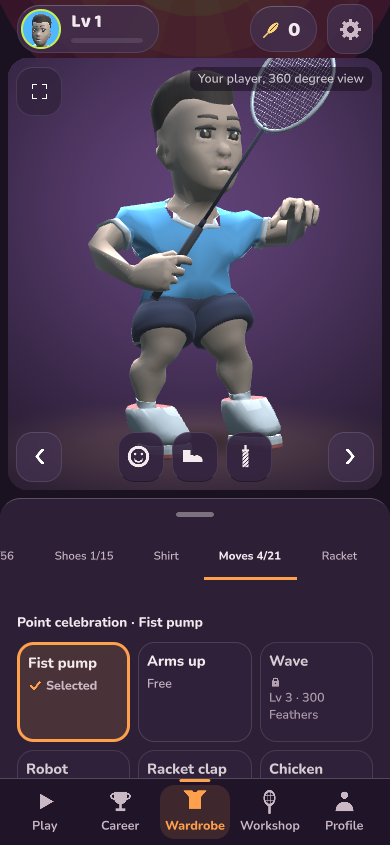 Lv 1
0
Your player, 360 degree view
56
Shoes 1/15
Shirt
Moves 4/21
Racket
Point celebration · Fist pump
Fist pump
Selected
Arms up
Free
Wave
Lv 3 · 300
Feathers
Robot
Racket clap
Chicken
Play
Career
Wardrobe
Workshop
Profile